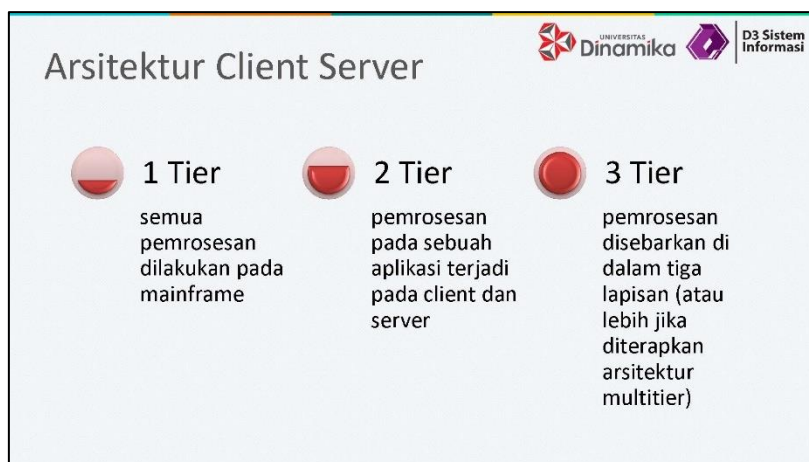 UNIVERSITAS
Dinamika
D3 Sistem
Informasi
Arsitektur Client Server
1 Tier
semua
pemrosesan
dilakukan pada
mainframe
2 Tier
pemrosesan
pada sebuah
aplikasi terjadi
pada client dan
server
3 Tier
pemrosesan
disebarkan di
dalam tiga
lapisan (atau
lebih jika
diterapkan
arsitektur
multitier)